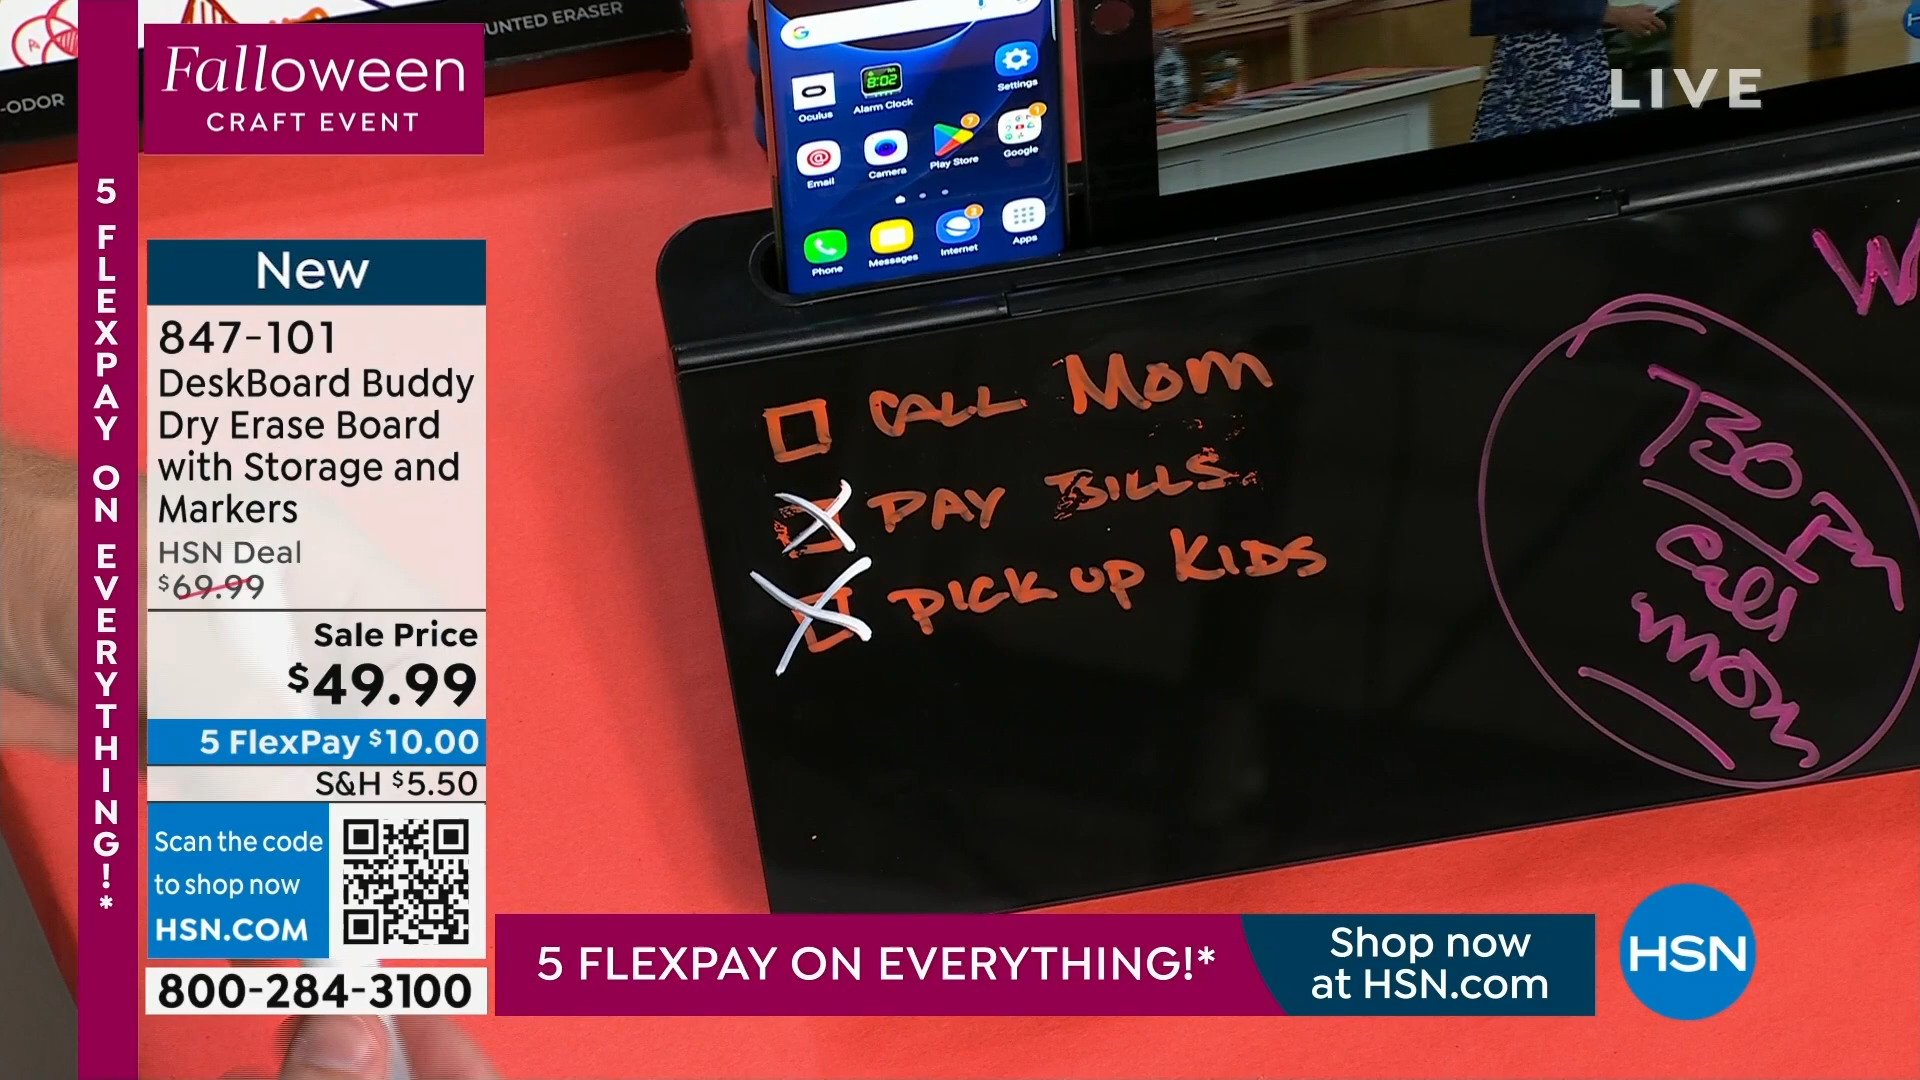 UNTED ERASER
-ODOR
Falloween
CRAFT EVENT
5 FLEXPAY ON EVERYTHING!*
New
847-101
DeskBoard Buddy
Dry Erase Board
with Storage and
Markers
HSN Deal
$69.99
Sale Price
$49.99
5 FlexPay $10.00
S&H $5.50
Scan the code
to shop now
HSN.COM
800-284-3100
LIVE
8:02
Oculus
Alarm Clock
Settings
Email
Camera
Play Store
7
Google
1
Phone
Messages
Internet
2
Apps
CALL MOM
PAY BILLS
PICK UP KIDS
730 PM
CALL
MOM
5 FLEXPAY ON EVERYTHING!*
Shop now
at HSN.com
HSN